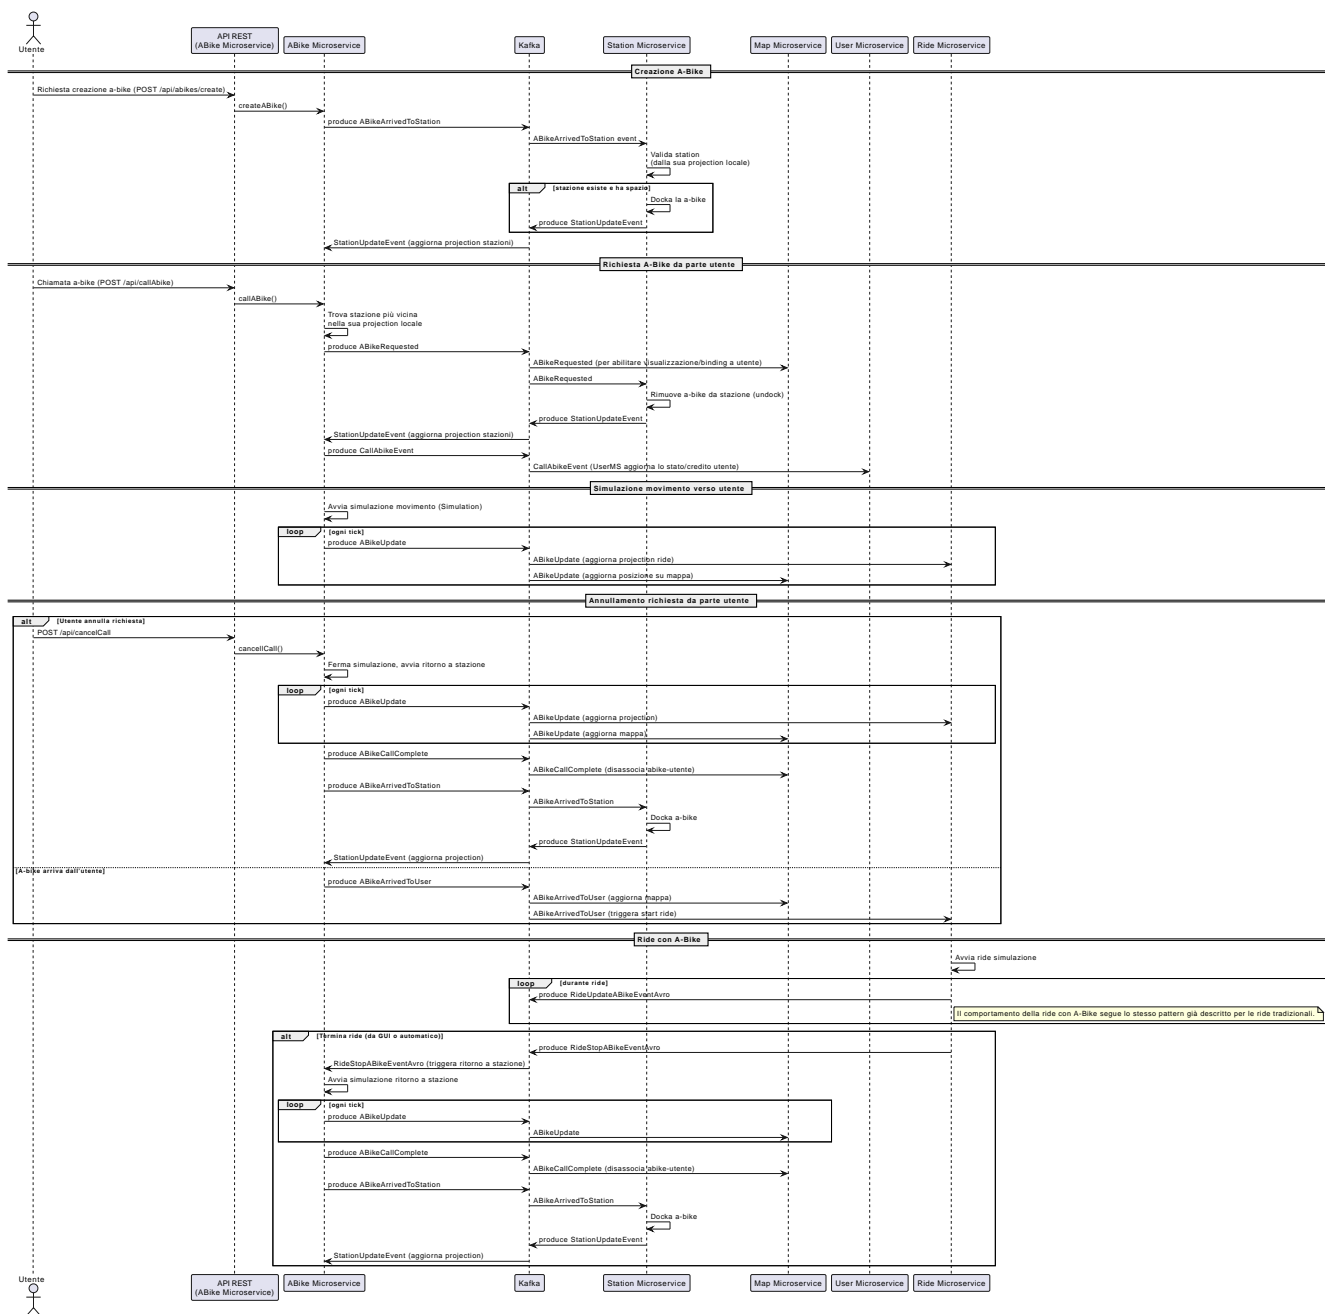 Utente
API REST
(ABike Microservice)
ABike Microservice
Kafka
Station Microservice
Map Microservice
User Microservice
Ride Microservice
Creazione A-Bike
Richiesta creazione a-bike (POST /api/abikes/create)
createABike()
produce ABikeArrivedToStation
ABikeArrivedToStation event
Valida station
(dalla sua projection locale)
alt
[stazione esiste e ha spazio]
Docka la a-bike
produce StationUpdateEvent
StationUpdateEvent (aggiorna projection stazioni)
Richiesta A-Bike da parte utente
Chiamata a-bike (POST /api/callAbike)
callABike()
Trova stazione più vicina
nella sua projection locale
produce ABikeRequested
ABikeRequested (per abilitare visualizzazione/binding a utente)
ABikeRequested
Rimuove a-bike da stazione (undock)
produce StationUpdateEvent
StationUpdateEvent (aggiorna projection stazioni)
produce CallAbikeEvent
CallAbikeEvent (UserMS aggiorna lo stato/credito utente)
Simulazione movimento verso utente
Avvia simulazione movimento (Simulation)
loop
[ogni tick]
produce ABikeUpdate
ABikeUpdate (aggiorna projection ride)
ABikeUpdate (aggiorna posizione su mappa)
Annullamento richiesta da parte utente
alt
[Utente annulla richiesta]
POST /api/cancelCall
cancellCall()
Ferma simulazione, avvia ritorno a stazione
loop
[ogni tick]
produce ABikeUpdate
ABikeUpdate (aggiorna projection)
ABikeUpdate (aggiorna mappa)
produce ABikeCallComplete
ABikeCallComplete (disassocia abike-utente)
produce ABikeArrivedToStation
ABikeArrivedToStation
Docka a-bike
produce StationUpdateEvent
StationUpdateEvent (aggiorna projection)
[A-bike arriva dall'utente]
produce ABikeArrivedToUser
ABikeArrivedToUser (aggiorna mappa)
ABikeArrivedToUser (triggera start ride)
Ride con A-Bike
Avvia ride simulazione
loop
[durante ride]
produce RideUpdateABikeEventAvro
Il comportamento della ride con A-Bike segue lo stesso pattern già descritto per le ride tradizionali.
alt
[Termina ride (da GUI o automatico)]
produce RideStopABikeEventAvro
RideStopABikeEventAvro (triggera ritorno a stazione)
Avvia simulazione ritorno a stazione
loop
[ogni tick]
produce ABikeUpdate
ABikeUpdate
produce ABikeCallComplete
ABikeCallComplete (disassocia abike-utente)
produce ABikeArrivedToStation
ABikeArrivedToStation
Docka a-bike
produce StationUpdateEvent
StationUpdateEvent (aggiorna projection)
Utente
API REST
(ABike Microservice)
ABike Microservice
Kafka
Station Microservice
Map Microservice
User Microservice
Ride Microservice